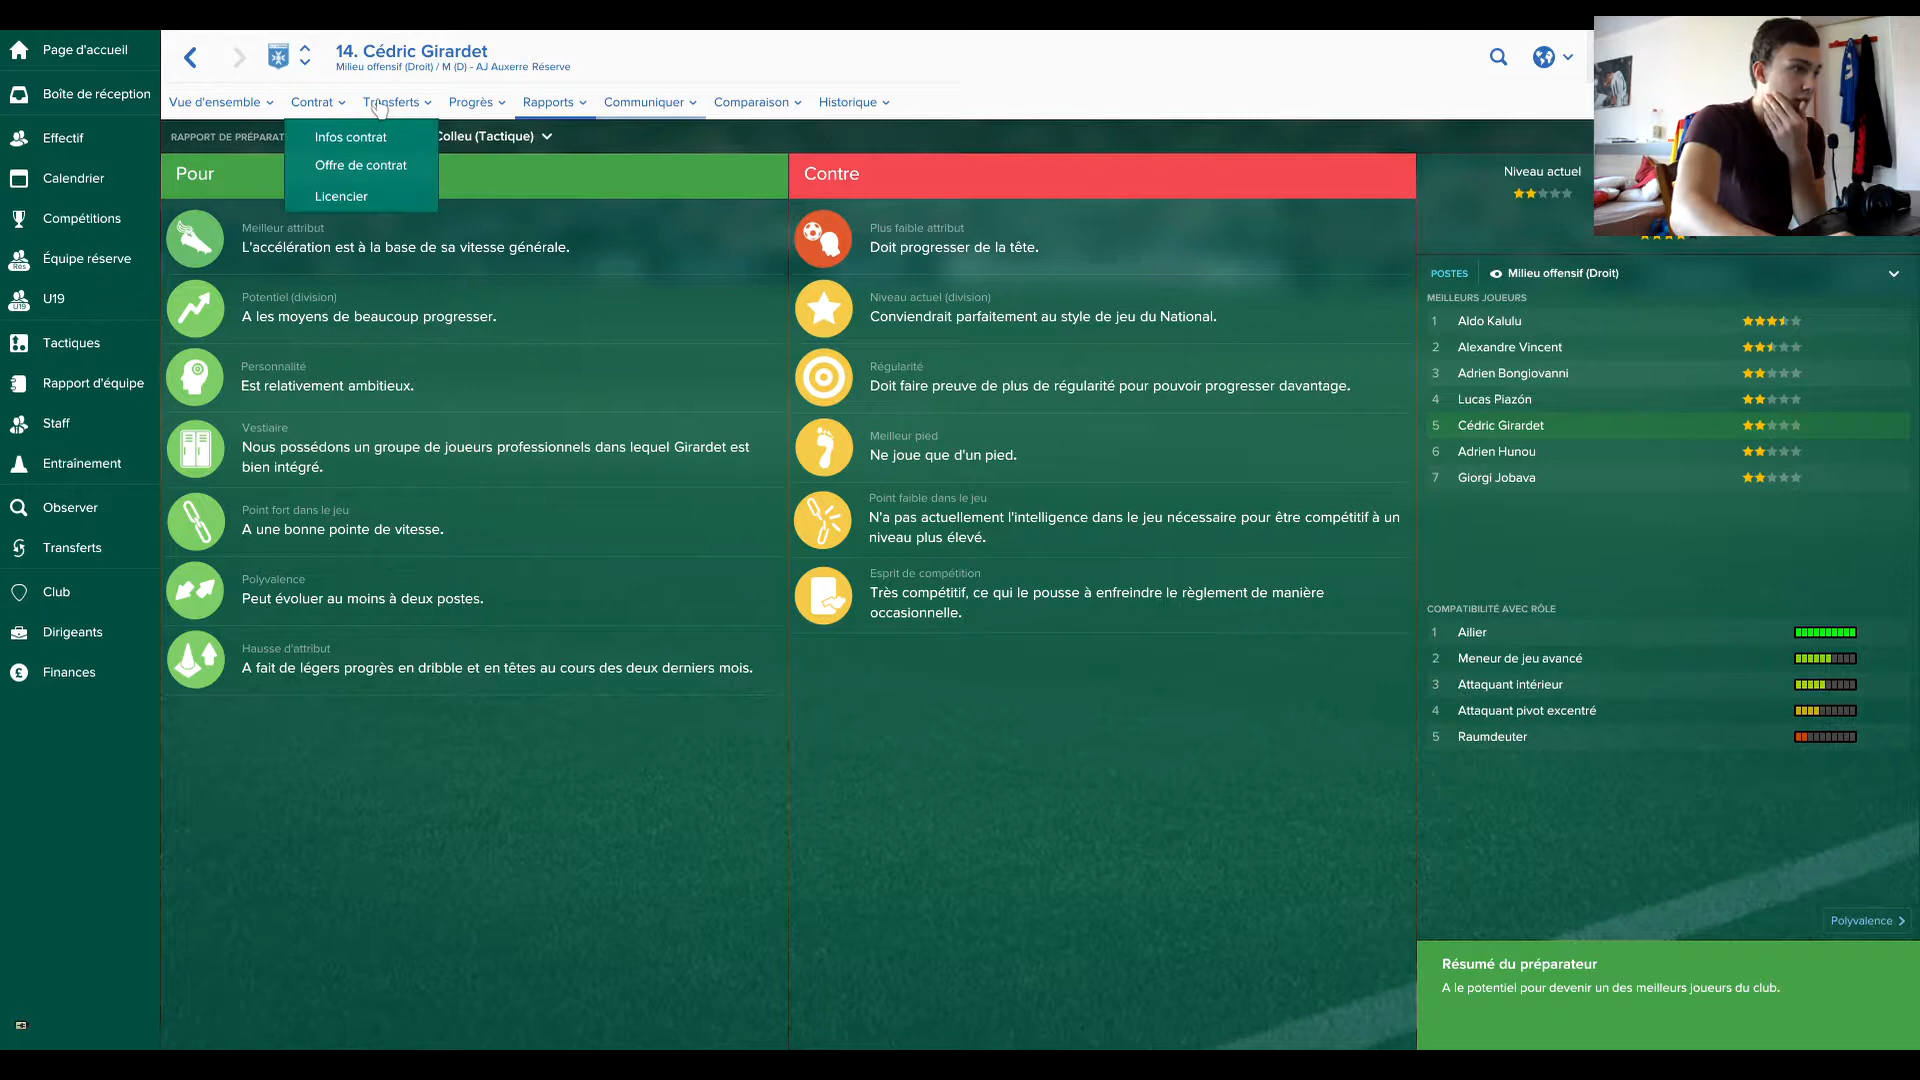 Page d'accueil
Boîte de réception
Effectif
Calendrier
Compétitions
Équipe réserve
U19
Tactiques
Rapport d'équipe
Staff
Entraînement
Observer
Transferts
Club
Dirigeants
Finances
14. Cédric Girardet
Milieu offensif (Droit) / M (D) - AJ Auxerre Réserve
Vue d'ensemble
Contrat
Transferts
Progrès
Rapports
Communiquer
Comparaison
Historique
Infos contrat
Offre de contrat
Licencier
RAPPORT DE PRÉPARAT
Colleu (Tactique)
Pour
Meilleur attribut
L'accélération est à la base de sa vitesse générale.
Potentiel (division)
A les moyens de beaucoup progresser.
Personnalité
Est relativement ambitieux.
Vestiaire
Nous possédons un groupe de joueurs professionnels dans lequel Girardet est
bien intégré.
Point fort dans le jeu
A une bonne pointe de vitesse.
Polyvalence
Peut évoluer au moins à deux postes.
Hausse d'attribut
A fait de légers progrès en dribble et en têtes au cours des deux derniers mois.
Contre
Plus faible attribut
Doit progresser de la tête.
Niveau actuel (division)
Conviendrait parfaitement au style de jeu du National.
Régularité
Doit faire preuve de plus de régularité pour pouvoir progresser davantage.
Meilleur pied
Ne joue que d'un pied.
Point faible dans le jeu
N'a pas actuellement l'intelligence dans le jeu nécessaire pour être compétitif à un
niveau plus élevé.
Esprit de compétition
Très compétitif, ce qui le pousse à enfreindre le règlement de manière
occasionnelle.
Niveau actuel
POSTES
Milieu offensif (Droit)
MEILLEURS JOUEURS
1 Aldo Kalulu
2 Alexandre Vincent
3 Adrien Bongiovanni
4 Lucas Piazón
5 Cédric Girardet
6 Adrien Hunou
7 Giorgi Jobava
COMPATIBILITÉ AVEC RÔLE
1 Ailier
2 Meneur de jeu avancé
3 Attaquant intérieur
4 Attaquant pivot excentré
5 Raumdeuter
Polyvalence
Résumé du préparateur
A le potentiel pour devenir un des meilleurs joueurs du club.